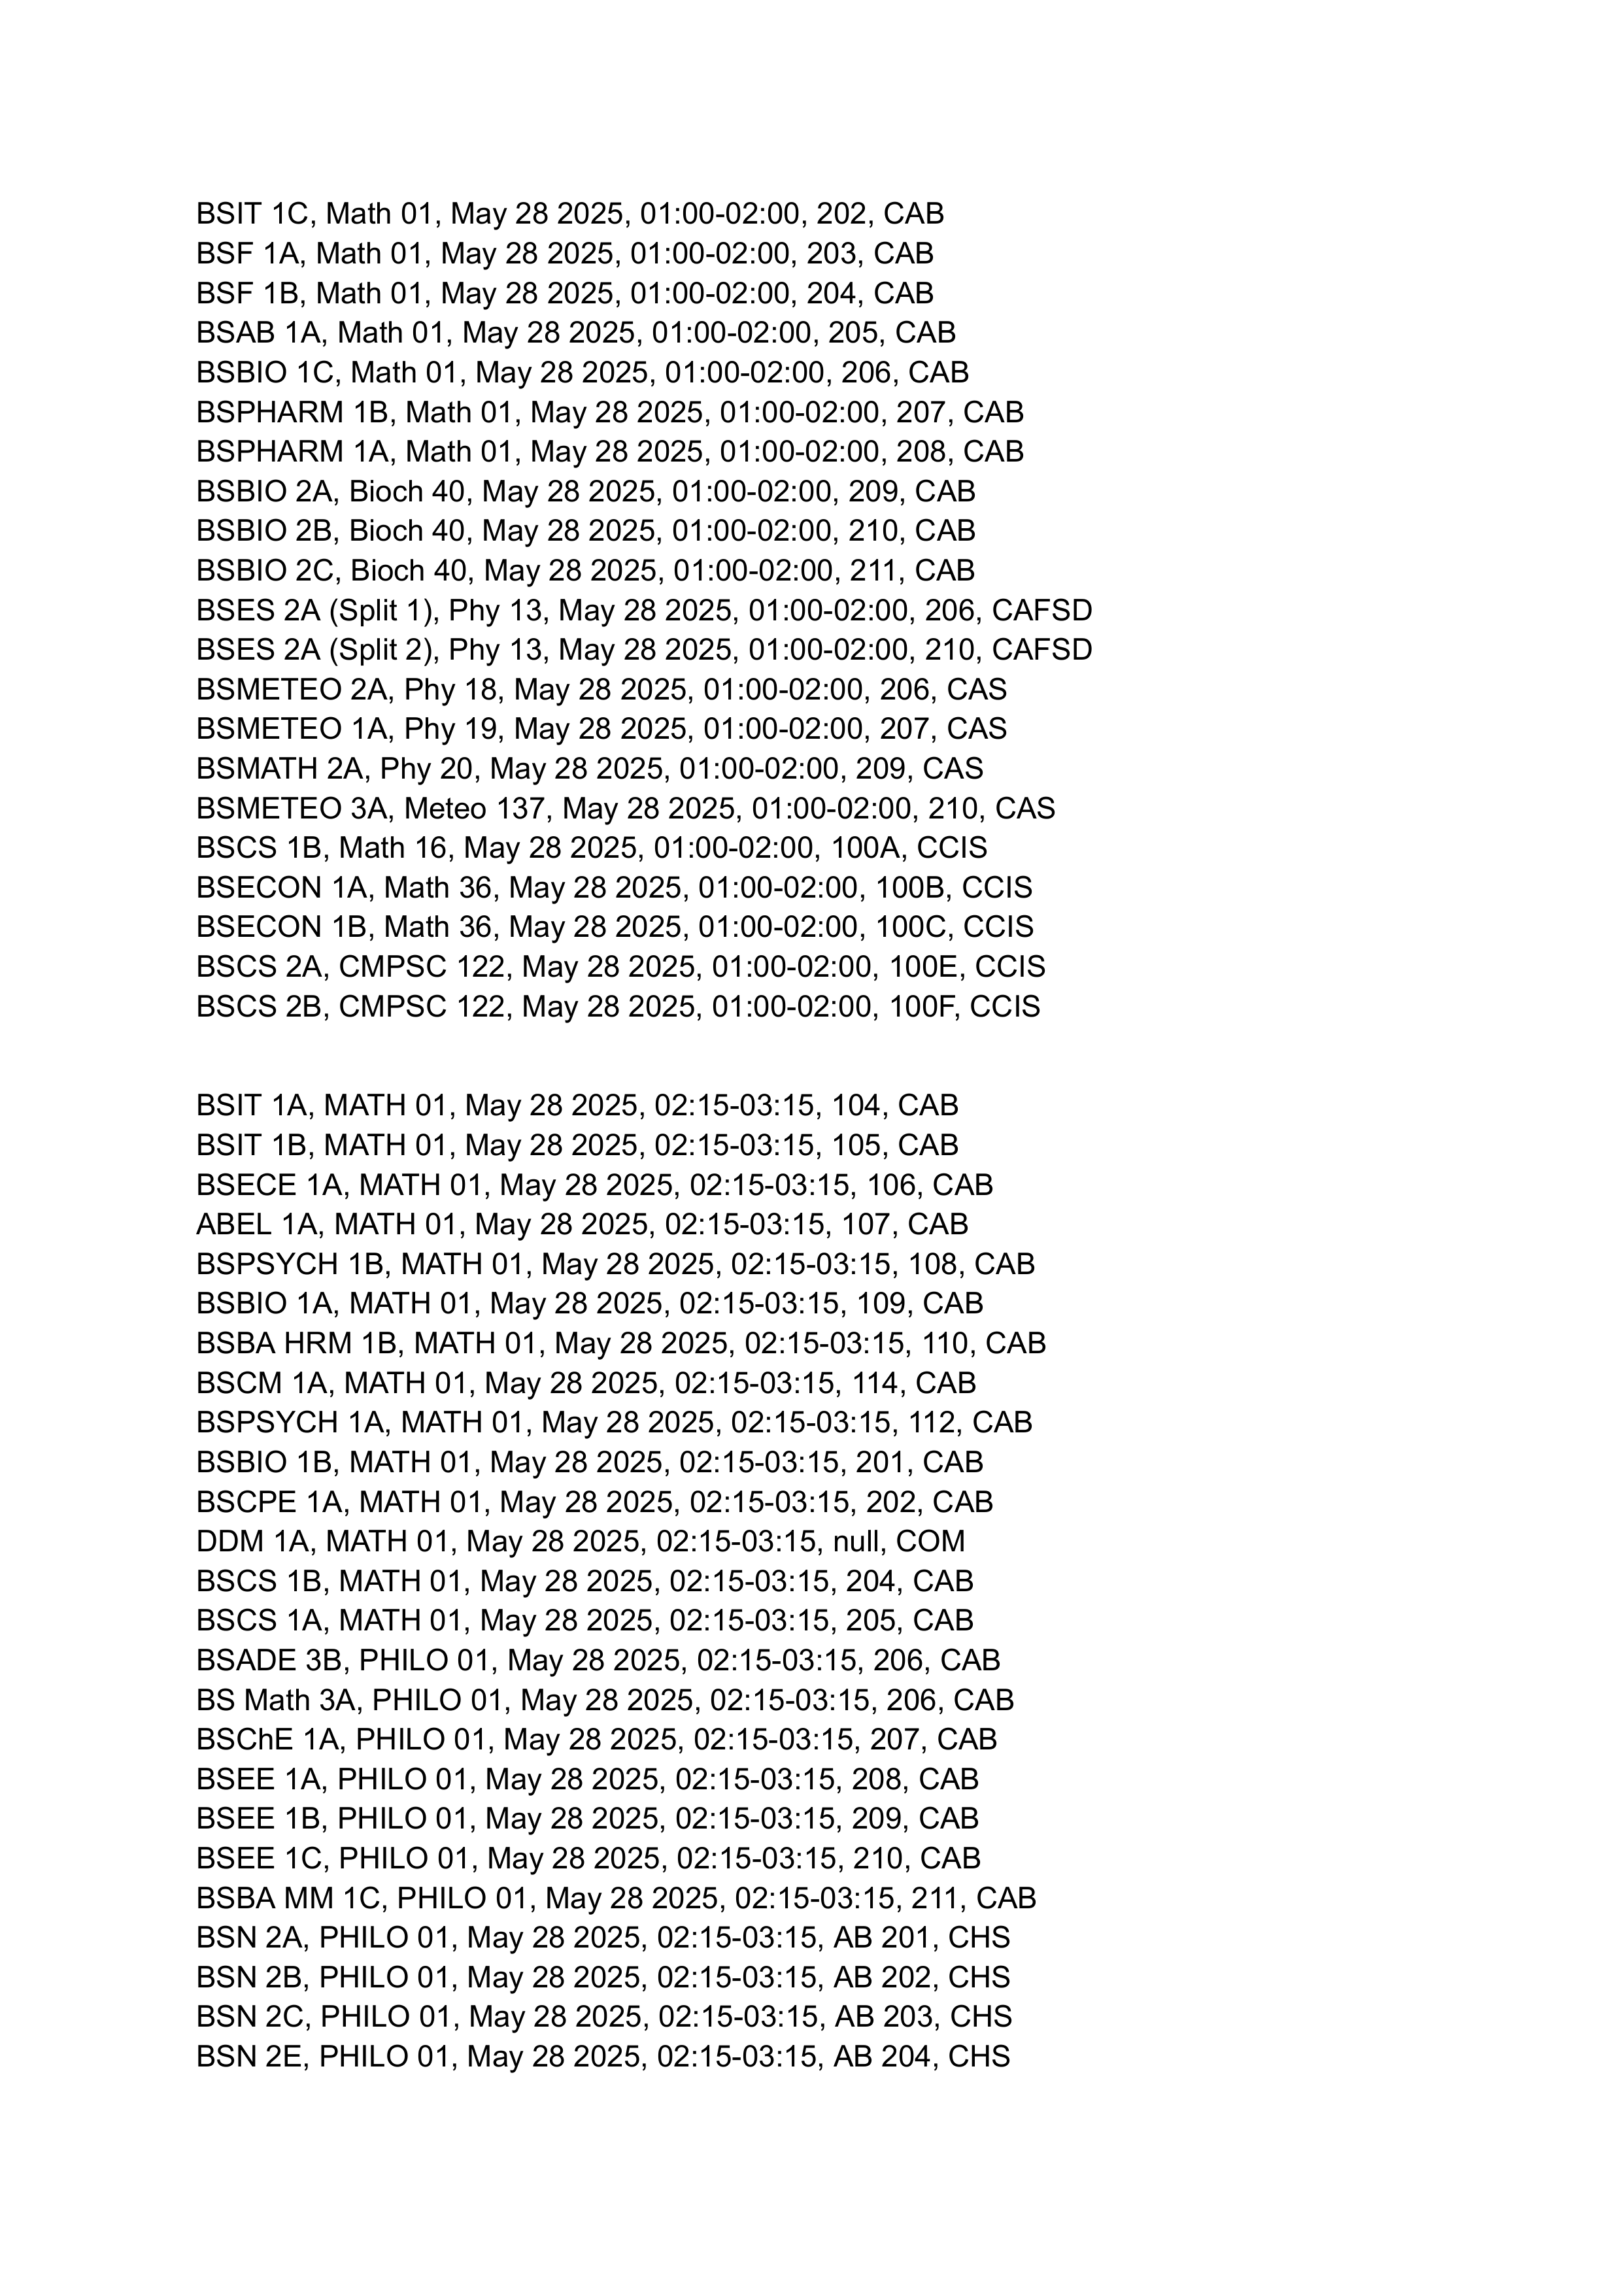 BSIT 1C, Math 01, May 28 2025, 01:00-02:00, 202, CAB
BSF 1A, Math 01, May 28 2025, 01:00-02:00, 203, CAB
BSF 1B, Math 01, May 28 2025, 01:00-02:00, 204, CAB
BSAB 1A, Math 01, May 28 2025, 01:00-02:00, 205, CAB
BSBIO 1C, Math 01, May 28 2025, 01:00-02:00, 206, CAB
BSPHARM 1B, Math 01, May 28 2025, 01:00-02:00, 207, CAB
BSPHARM 1A, Math 01, May 28 2025, 01:00-02:00, 208, CAB
BSBIO 2A, Bioch 40, May 28 2025, 01:00-02:00, 209, CAB
BSBIO 2B, Bioch 40, May 28 2025, 01:00-02:00, 210, CAB
BSBIO 2C, Bioch 40, May 28 2025, 01:00-02:00, 211, CAB
BSES 2A (Split 1), Phy 13, May 28 2025, 01:00-02:00, 206, CAFSD
BSES 2A (Split 2), Phy 13, May 28 2025, 01:00-02:00, 210, CAFSD
BSMETEO 2A, Phy 18, May 28 2025, 01:00-02:00, 206, CAS
BSMETEO 1A, Phy 19, May 28 2025, 01:00-02:00, 207, CAS
BSMATH 2A, Phy 20, May 28 2025, 01:00-02:00, 209, CAS
BSMETEO 3A, Meteo 137, May 28 2025, 01:00-02:00, 210, CAS
BSCS 1B, Math 16, May 28 2025, 01:00-02:00, 100A, CCIS
BSECON 1A, Math 36, May 28 2025, 01:00-02:00, 100B, CCIS
BSECON 1B, Math 36, May 28 2025, 01:00-02:00, 100C, CCIS
BSCS 2A, CMPSC 122, May 28 2025, 01:00-02:00, 100E, CCIS
BSCS 2B, CMPSC 122, May 28 2025, 01:00-02:00, 100F, CCIS
BSIT 1A, MATH 01, May 28 2025, 02:15-03:15, 104, CAB
BSIT 1B, MATH 01, May 28 2025, 02:15-03:15, 105, CAB
BSECE 1A, MATH 01, May 28 2025, 02:15-03:15, 106, CAB
ABEL 1A, MATH 01, May 28 2025, 02:15-03:15, 107, CAB
BSPSYCH 1B, MATH 01, May 28 2025, 02:15-03:15, 108, CAB
BSBIO 1A, MATH 01, May 28 2025, 02:15-03:15, 109, CAB
BSBA HRM 1B, MATH 01, May 28 2025, 02:15-03:15, 110, CAB
BSCM 1A, MATH 01, May 28 2025, 02:15-03:15, 114, CAB
BSPSYCH 1A, MATH 01, May 28 2025, 02:15-03:15, 112, CAB
BSBIO 1B, MATH 01, May 28 2025, 02:15-03:15, 201, CAB
BSCPE 1A, MATH 01, May 28 2025, 02:15-03:15, 202, CAB
DDM 1A, MATH 01, May 28 2025, 02:15-03:15, null, COM
BSCS 1B, MATH 01, May 28 2025, 02:15-03:15, 204, CAB
BSCS 1A, MATH 01, May 28 2025, 02:15-03:15, 205, CAB
BSADE 3B, PHILO 01, May 28 2025, 02:15-03:15, 206, CAB
BS Math 3A, PHILO 01, May 28 2025, 02:15-03:15, 206, CAB
BSChE 1A, PHILO 01, May 28 2025, 02:15-03:15, 207, CAB
BSEE 1A, PHILO 01, May 28 2025, 02:15-03:15, 208, CAB
BSEE 1B, PHILO 01, May 28 2025, 02:15-03:15, 209, CAB
BSEE 1C, PHILO 01, May 28 2025, 02:15-03:15, 210, CAB
BSBA MM 1C, PHILO 01, May 28 2025, 02:15-03:15, 211, CAB
BSN 2A, PHILO 01, May 28 2025, 02:15-03:15, AB 201, CHS
BSN 2B, PHILO 01, May 28 2025, 02:15-03:15, AB 202, CHS
BSN 2C, PHILO 01, May 28 2025, 02:15-03:15, AB 203, CHS
BSN 2E, PHILO 01, May 28 2025, 02:15-03:15, AB 204, CHS